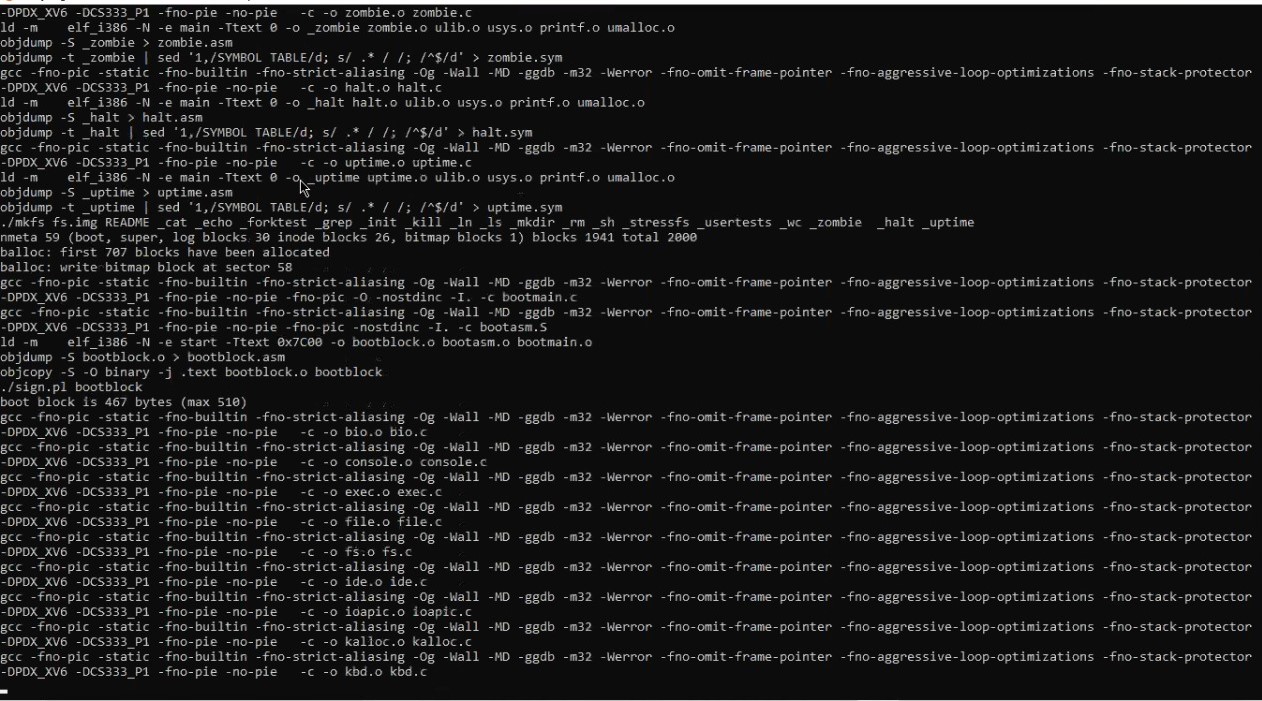 -DPDX_XV6 -DCS333_P1 -fno-pie -no-pie   -c -o zombie.o zombie.c
ld -m    elf_i386 -N -e main -Ttext 0 -o _zombie zombie.o ulib.o usys.o printf.o umalloc.o
objdump -S _zombie > zombie.asm
objdump -t _zombie | sed '1,/SYMBOL TABLE/d; s/ .* / /; /^$/d' > zombie.sym
gcc -fno-pic -static -fno-builtin -fno-strict-aliasing -Og -Wall -MD -ggdb -m32 -Werror -fno-omit-frame-pointer -fno-aggressive-loop-optimizations -fno-stack-protector
-DPDX_XV6 -DCS333_P1 -fno-pie -no-pie   -c -o halt.o halt.c
ld -m    elf_i386 -N -e main -Ttext 0 -o _halt halt.o ulib.o usys.o printf.o umalloc.o
objdump -S _halt > halt.asm
objdump -t _halt | sed '1,/SYMBOL TABLE/d; s/ .* / /; /^$/d' > halt.sym
gcc -fno-pic -static -fno-builtin -fno-strict-aliasing -Og -Wall -MD -ggdb -m32 -Werror -fno-omit-frame-pointer -fno-aggressive-loop-optimizations -fno-stack-protector
-DPDX_XV6 -DCS333_P1 -fno-pie -no-pie   -c -o uptime.o uptime.c
ld -m    elf_i386 -N -e main -Ttext 0 -o _uptime uptime.o ulib.o usys.o printf.o umalloc.o
objdump -S _uptime > uptime.asm
objdump -t _uptime | sed '1,/SYMBOL TABLE/d; s/ .* / /; /^$/d' > uptime.sym
./mkfs fs.img README _cat _echo _forktest _grep _init _kill _ln _ls _mkdir _rm _sh _stressfs _usertests _wc _zombie  _halt _uptime
nmeta 59 (boot, super, log blocks 30 inode blocks 26, bitmap blocks 1) blocks 1941 total 2000
balloc: first 707 blocks have been allocated
balloc: write bitmap block at sector 58
gcc -fno-pic -static -fno-builtin -fno-strict-aliasing -Og -Wall -MD -ggdb -m32 -Werror -fno-omit-frame-pointer -fno-aggressive-loop-optimizations -fno-stack-protector
-DPDX_XV6 -DCS333_P1 -fno-pie -no-pie -fno-pic -O -nostdinc -I. -c bootmain.c
gcc -fno-pic -static -fno-builtin -fno-strict-aliasing -Og -Wall -MD -ggdb -m32 -Werror -fno-omit-frame-pointer -fno-aggressive-loop-optimizations -fno-stack-protector
-DPDX_XV6 -DCS333_P1 -fno-pie -no-pie -fno-pic -nostdinc -I. -c bootasm.S
ld -m    elf_i386 -N -e start -Ttext 0x7C00 -o bootblock.o bootasm.o bootmain.o
objdump -S bootblock.o > bootblock.asm
objcopy -S -O binary -j .text bootblock.o bootblock
./sign.pl bootblock
boot block is 467 bytes (max 510)
gcc -fno-pic -static -fno-builtin -fno-strict-aliasing -Og -Wall -MD -ggdb -m32 -Werror -fno-omit-frame-pointer -fno-aggressive-loop-optimizations -fno-stack-protector
-DPDX_XV6 -DCS333_P1 -fno-pie -no-pie   -c -o bio.o bio.c
gcc -fno-pic -static -fno-builtin -fno-strict-aliasing -Og -Wall -MD -ggdb -m32 -Werror -fno-omit-frame-pointer -fno-aggressive-loop-optimizations -fno-stack-protector
-DPDX_XV6 -DCS333_P1 -fno-pie -no-pie   -c -o console.o console.c
gcc -fno-pic -static -fno-builtin -fno-strict-aliasing -Og -Wall -MD -ggdb -m32 -Werror -fno-omit-frame-pointer -fno-aggressive-loop-optimizations -fno-stack-protector
-DPDX_XV6 -DCS333_P1 -fno-pie -no-pie   -c -o exec.o exec.c
gcc -fno-pic -static -fno-builtin -fno-strict-aliasing -Og -Wall -MD -ggdb -m32 -Werror -fno-omit-frame-pointer -fno-aggressive-loop-optimizations -fno-stack-protector
-DPDX_XV6 -DCS333_P1 -fno-pie -no-pie   -c -o file.o file.c
gcc -fno-pic -static -fno-builtin -fno-strict-aliasing -Og -Wall -MD -ggdb -m32 -Werror -fno-omit-frame-pointer -fno-aggressive-loop-optimizations -fno-stack-protector
-DPDX_XV6 -DCS333_P1 -fno-pie -no-pie   -c -o fs.o fs.c
gcc -fno-pic -static -fno-builtin -fno-strict-aliasing -Og -Wall -MD -ggdb -m32 -Werror -fno-omit-frame-pointer -fno-aggressive-loop-optimizations -fno-stack-protector
-DPDX_XV6 -DCS333_P1 -fno-pie -no-pie   -c -o ide.o ide.c
gcc -fno-pic -static -fno-builtin -fno-strict-aliasing -Og -Wall -MD -ggdb -m32 -Werror -fno-omit-frame-pointer -fno-aggressive-loop-optimizations -fno-stack-protector
-DPDX_XV6 -DCS333_P1 -fno-pie -no-pie   -c -o ioapic.o ioapic.c
gcc -fno-pic -static -fno-builtin -fno-strict-aliasing -Og -Wall -MD -ggdb -m32 -Werror -fno-omit-frame-pointer -fno-aggressive-loop-optimizations -fno-stack-protector
-DPDX_XV6 -DCS333_P1 -fno-pie -no-pie   -c -o kalloc.o kalloc.c
gcc -fno-pic -static -fno-builtin -fno-strict-aliasing -Og -Wall -MD -ggdb -m32 -Werror -fno-omit-frame-pointer -fno-aggressive-loop-optimizations -fno-stack-protector
-DPDX_XV6 -DCS333_P1 -fno-pie -no-pie   -c -o kbd.o kbd.c